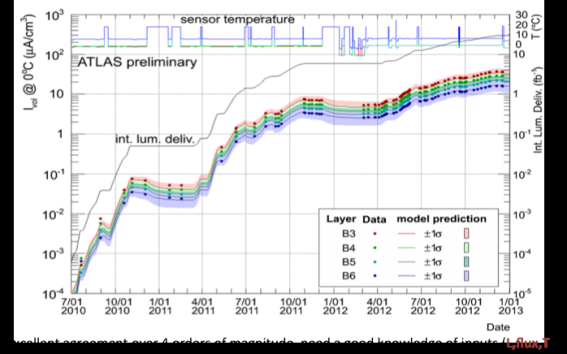 sensor temperature
ATLAS preliminary
int. lum. deliv.
I_vol @ 0°C (μA/cm³)
10³
10²
10
1
10⁻¹
10⁻²
10⁻³
10⁻⁴
30
20
10
0
10
T (°C)
1
10⁻¹
10⁻²
10⁻³
10⁻⁴
10⁻⁵
Int. Lum. Deliv. (fb⁻¹)
Layer Data model prediction
B3 ±1σ
B4 ±1σ
B5 ±1σ
B6 ±1σ
7/01 10/01 1/01 4/01 7/01 10/01 1/01 4/01 7/01 10/01 1/01
2010 2010 2011 2011 2011 2011 2012 2012 2012 2012 2013
Date
xcellent agreement over 4 orders of magnitude, need a good knowledge of inputs (L,flux,T